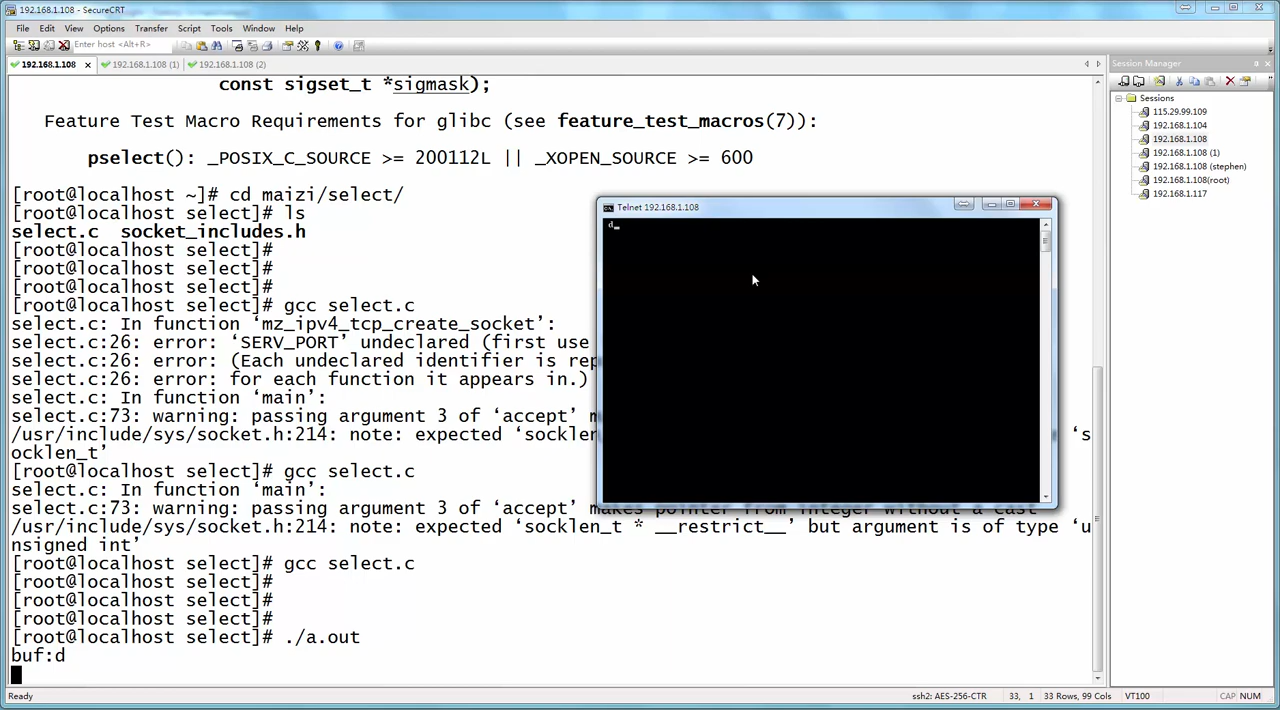 192.168.1.108 - SecureCRT
File Edit View Options Transfer Script Tools Window Help
Enter host <Alt+R>
192.168.1.108 192.168.1.108 (1) 192.168.1.108 (2)
const sigset_t *sigmask);
Feature Test Macro Requirements for glibc (see feature_test_macros(7)):
pselect(): _POSIX_C_SOURCE >= 200112L || _XOPEN_SOURCE >= 600
[root@localhost ~]# cd maizi/select/
[root@localhost select]# ls
select.c socket_includes.h
[root@localhost select]#
[root@localhost select]#
[root@localhost select]#
[root@localhost select]# gcc select.c
select.c: In function ‘mz_ipv4_tcp_create_socket’:
select.c:26: error: ‘SERV_PORT’ undeclared (first use
select.c:26: error: (Each undeclared identifier is rep
select.c:26: error: for each function it appears in.)
select.c: In function ‘main’:
select.c:73: warning: passing argument 3 of ‘accept’ m
/usr/include/sys/socket.h:214: note: expected ‘socklen_ ‘s
ocklen_t’
[root@localhost select]# gcc select.c
select.c: In function ‘main’:
select.c:73: warning: passing argument 3 of ‘accept’ makes pointer from integer without a cast
/usr/include/sys/socket.h:214: note: expected ‘socklen_t * __restrict__’ but argument is of type ‘u
nsigned int’
[root@localhost select]# gcc select.c
[root@localhost select]#
[root@localhost select]#
[root@localhost select]#
[root@localhost select]# ./a.out
buf:d
Telnet 192.168.1.108
d
Session Manager
Sessions
115.29.99.109
192.168.1.104
192.168.1.108
192.168.1.108 (1)
192.168.1.108 (stephen)
192.168.1.108(root)
192.168.1.117
Ready ssh2: AES-256-CTR 33, 1 33 Rows, 99 Cols VT100 CAP NUM